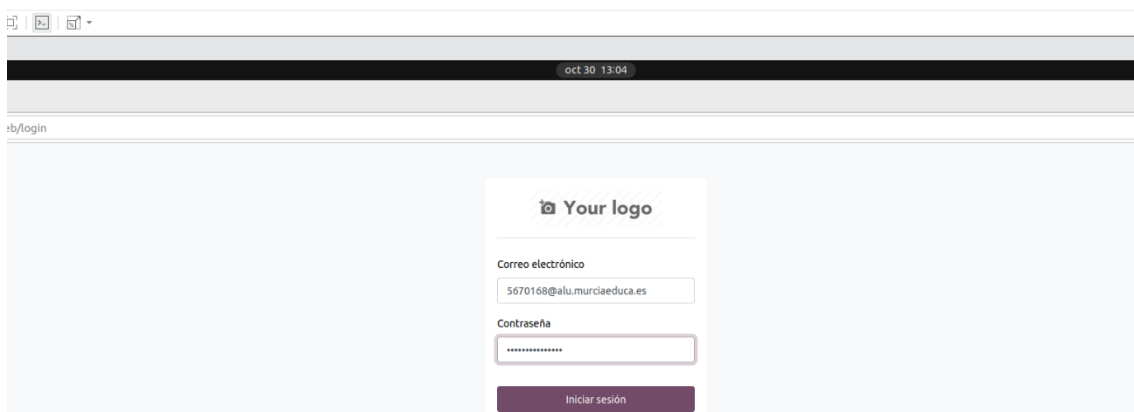 oct 30 13:04
eb/login
Your logo
Correo electrónico
5670168@alu.murciaeduca.es
Contraseña
•••••••••••••••
Iniciar sesión